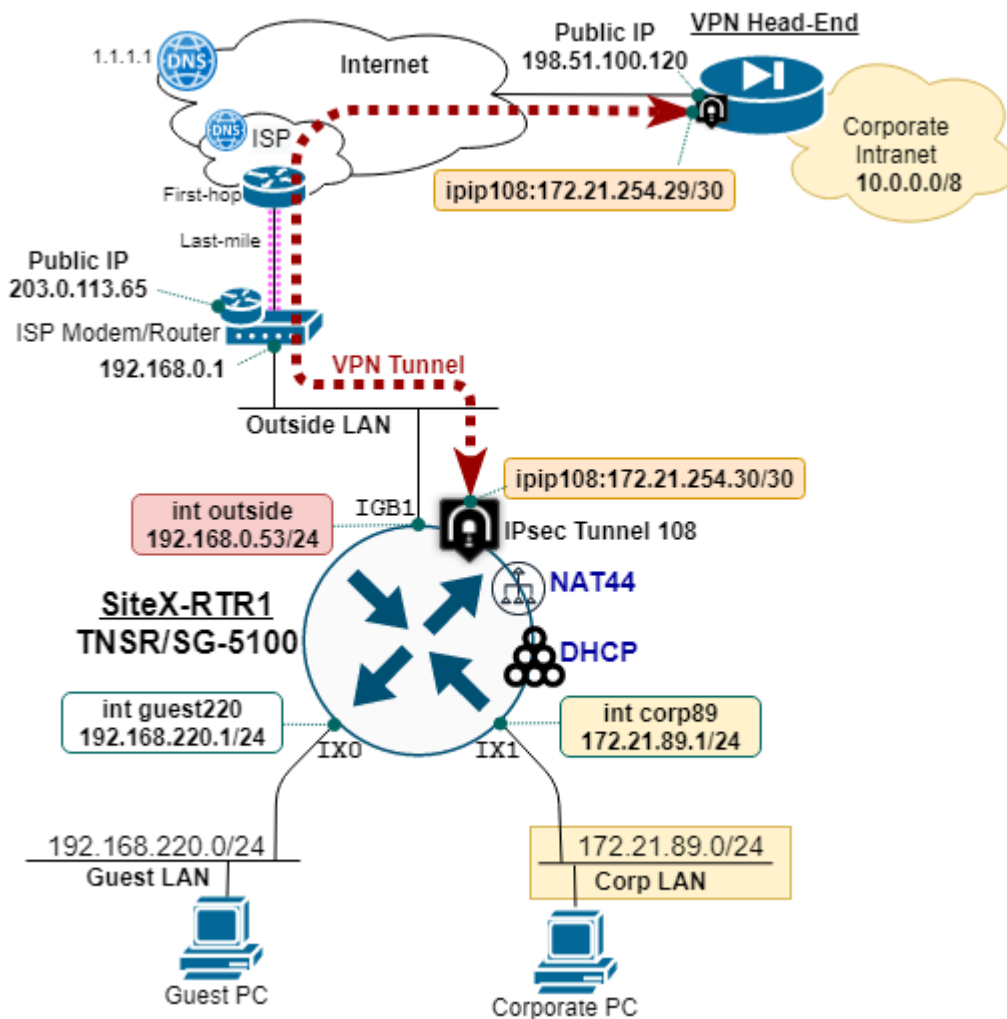 VPN Head-End
Public IP
198.51.100.120
1.1.1.1
DNS
Internet
DNS
ISP
Corporate
Intranet
10.0.0.0/8
ipip108:172.21.254.29/30
First-hop
Last-mile
Public IP
203.0.113.65
ISP Modem/Router
192.168.0.1
VPN Tunnel
Outside LAN
ipip108:172.21.254.30/30
IGB1
int outside
192.168.0.53/24
IPsec Tunnel 108
NAT44
SiteX-RTR1
TNSR/SG-5100
DHCP
int guest220
192.168.220.1/24
int corp89
172.21.89.1/24
IX0
IX1
192.168.220.0/24
Guest LAN
172.21.89.0/24
Corp LAN
Guest PC
Corporate PC